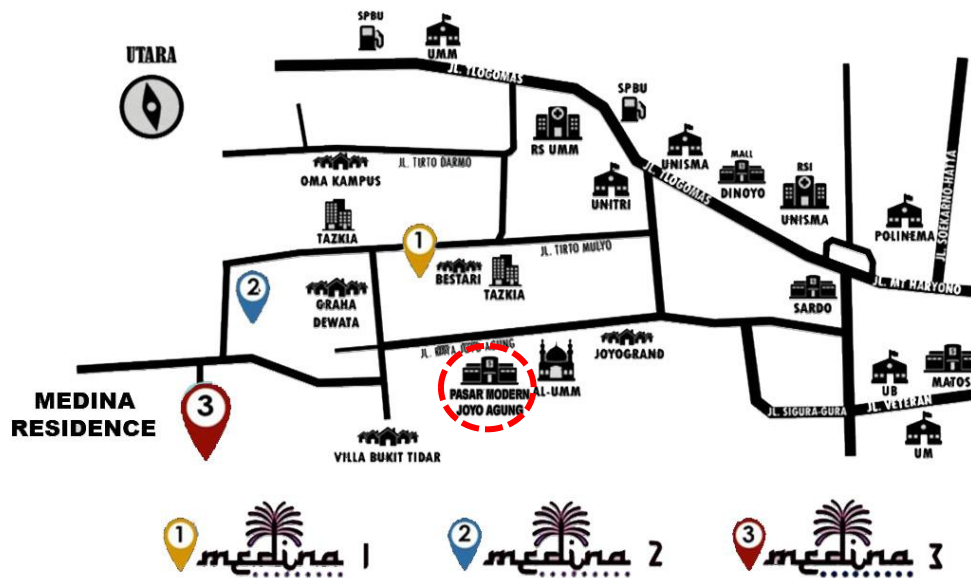 SPBU
UTARA
UMM
JL. TLOGOMAS
SPBU
RS UMM
UNISMA
MALL
DINOYO
RSI
UNISMA
JL. TLOGOMAS
JL. SOEKARNO-HATTA
POLINEMA
OMA KAMPUS
JL. TIRTO DARMO
UNITRI
TAZKIA
1
JL. TIRTO MULYO
BESTARI
TAZKIA
2
GRAHA
DEWATA
JL. MT HARYONO
SARDO
JOYO AGUNG
JOYOGRAND
PASAR MODERN
JOYO AGUNG
AL-UMM
MEDINA
RESIDENCE
3
UB
MATOS
JL. SIGURA-GURA
JL. VETERAN
UM
VILLA BUKIT TIDAR
1
medina 1
2
medina 2
3
medina 3